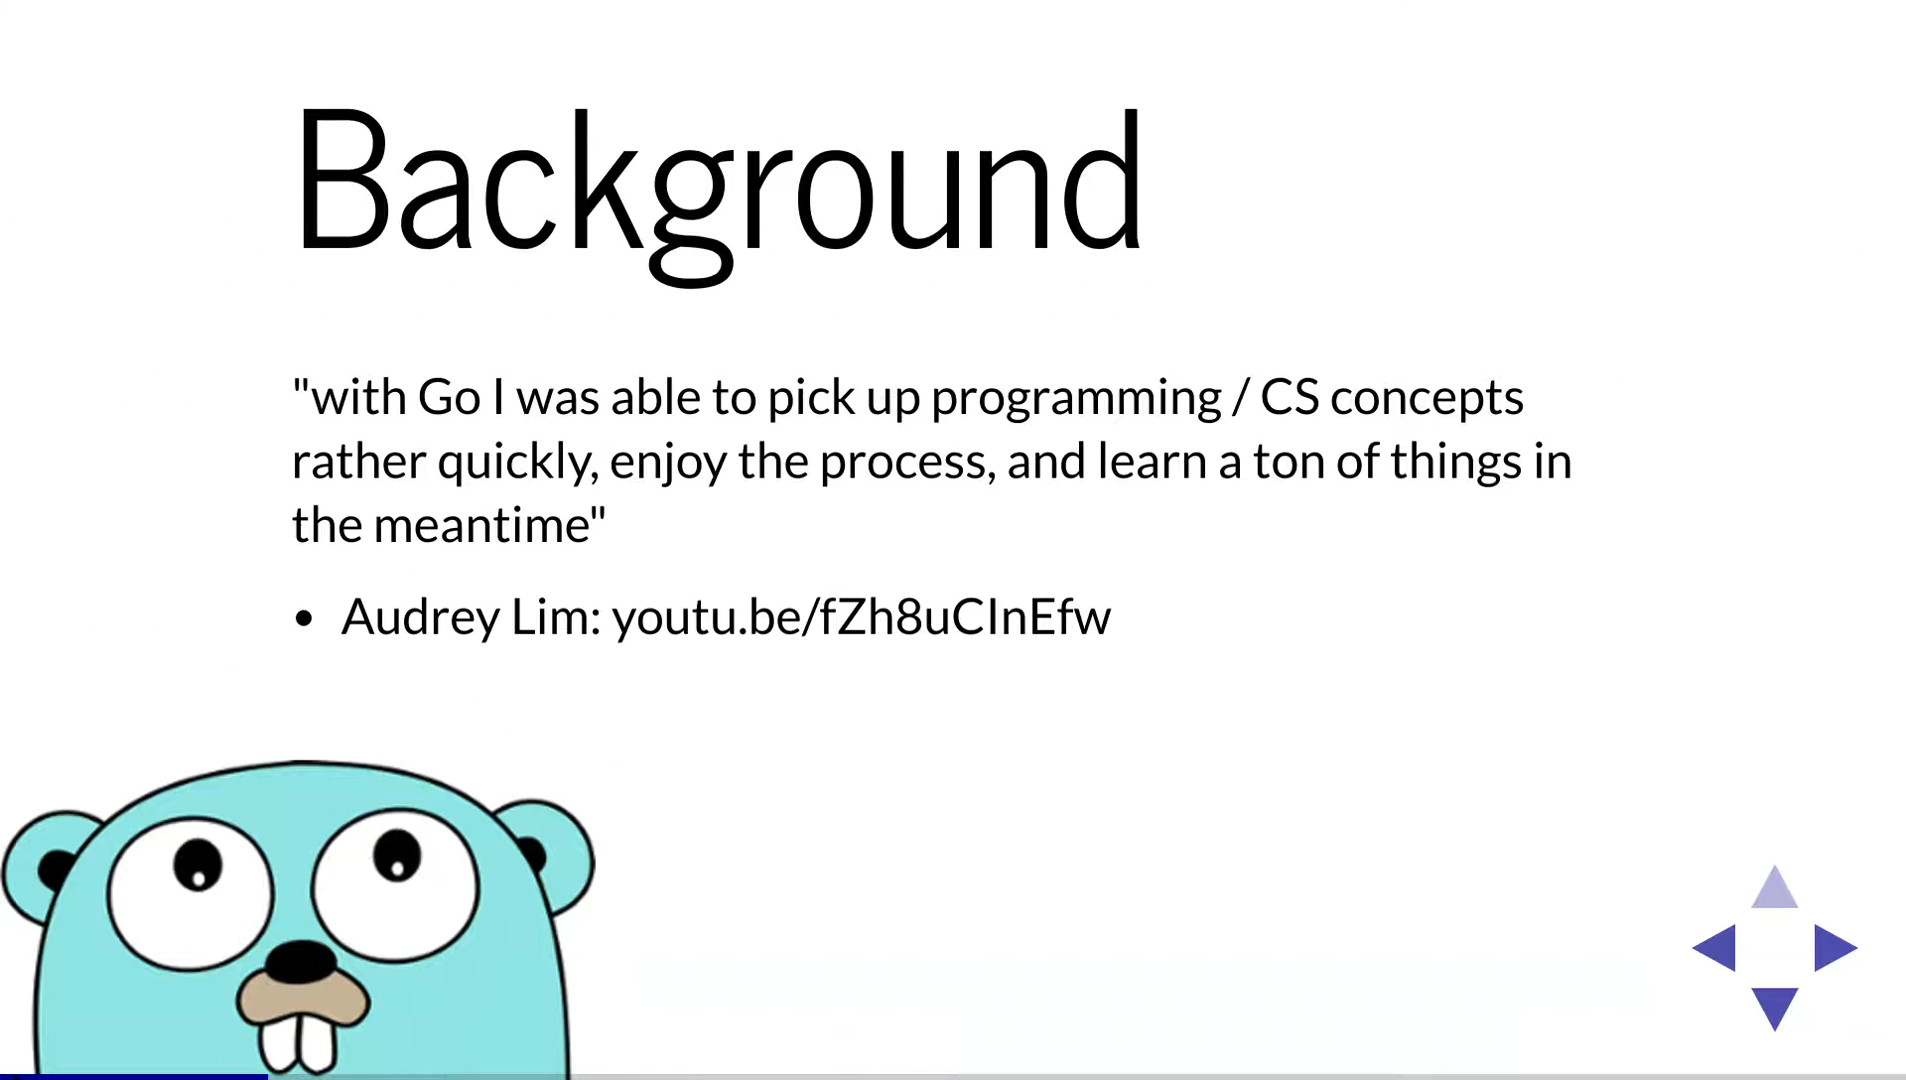 Background
"with Go I was able to pick up programming / CS concepts
rather quickly, enjoy the process, and learn a ton of things in
the meantime"
• Audrey Lim: youtu.be/fZh8uCInEfw